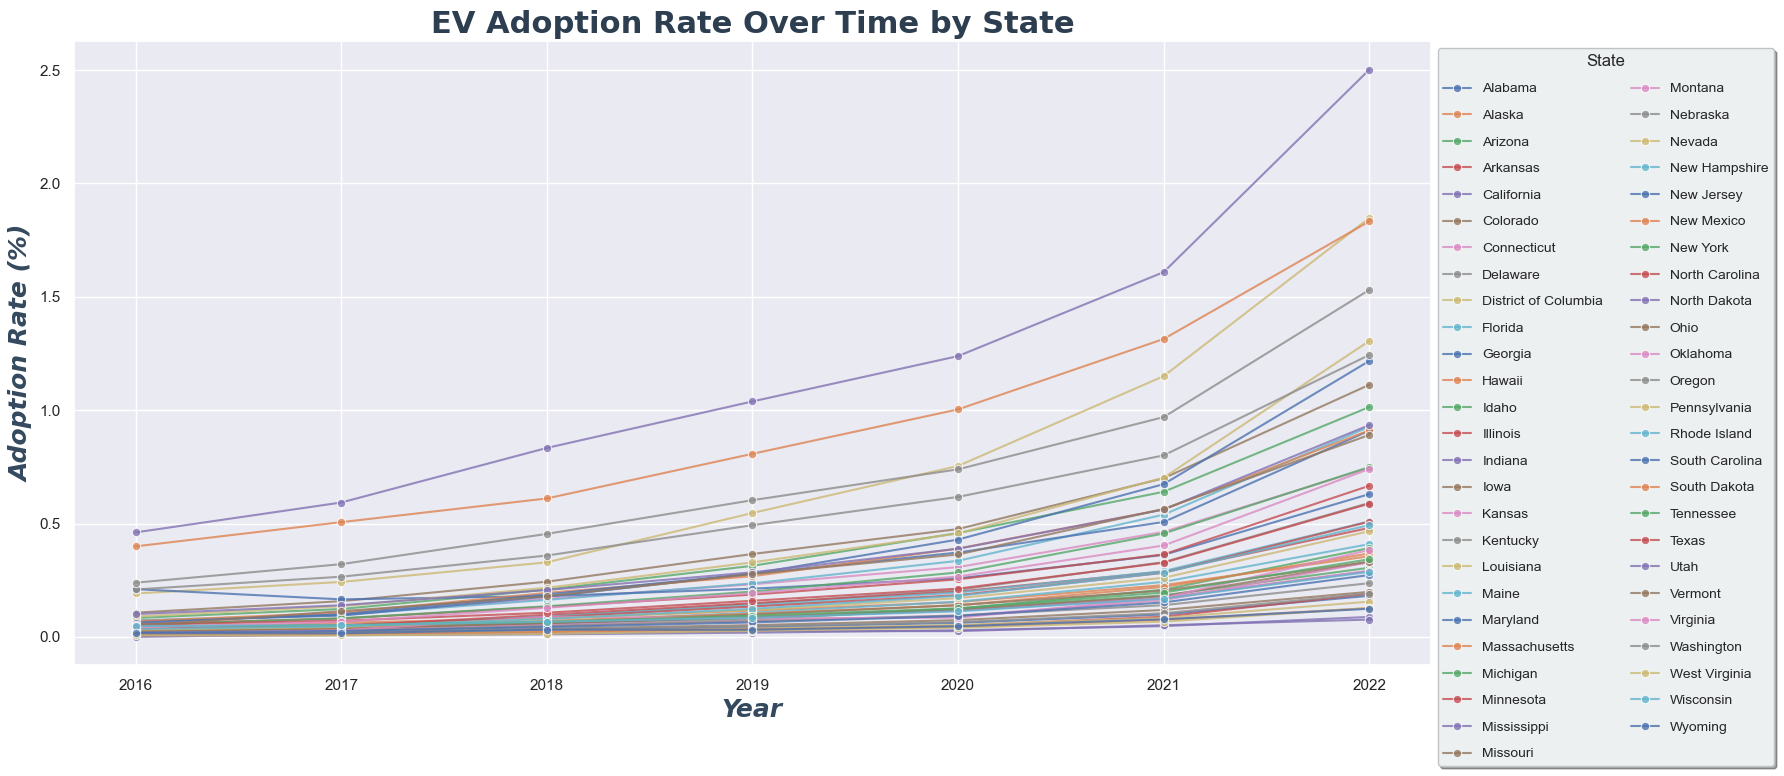 EV Adoption Rate Over Time by State
Adoption Rate (%)
2.5
2.0
1.5
1.0
0.5
0.0
2016
2017
2018
2019
2020
2021
2022
Year
State
Alabama
Alaska
Arizona
Arkansas
California
Colorado
Connecticut
Delaware
District of Columbia
Florida
Georgia
Hawaii
Idaho
Illinois
Indiana
Iowa
Kansas
Kentucky
Louisiana
Maine
Maryland
Massachusetts
Michigan
Minnesota
Mississippi
Missouri
Montana
Nebraska
Nevada
New Hampshire
New Jersey
New Mexico
New York
North Carolina
North Dakota
Ohio
Oklahoma
Oregon
Pennsylvania
Rhode Island
South Carolina
South Dakota
Tennessee
Texas
Utah
Vermont
Virginia
Washington
West Virginia
Wisconsin
Wyoming